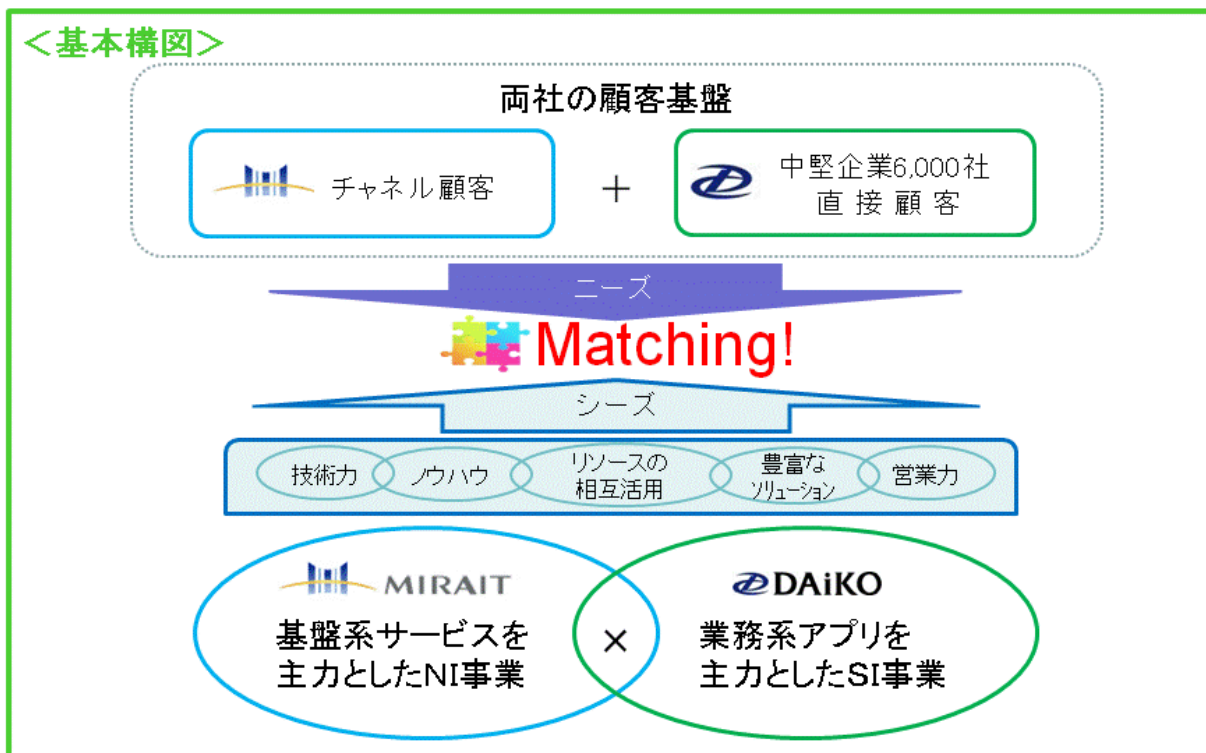 ＜基本構図＞
両社の顧客基盤
チャネル顧客
＋
中堅企業6,000社
直接顧客
ニーズ
Matching!
シーズ
技術力
ノウハウ
リソースの
相互活用
豊富な
ソリューション
営業力
MIRAIT
基盤系サービスを
主力としたNI事業
×
DAiKO
業務系アプリを
主力としたSI事業